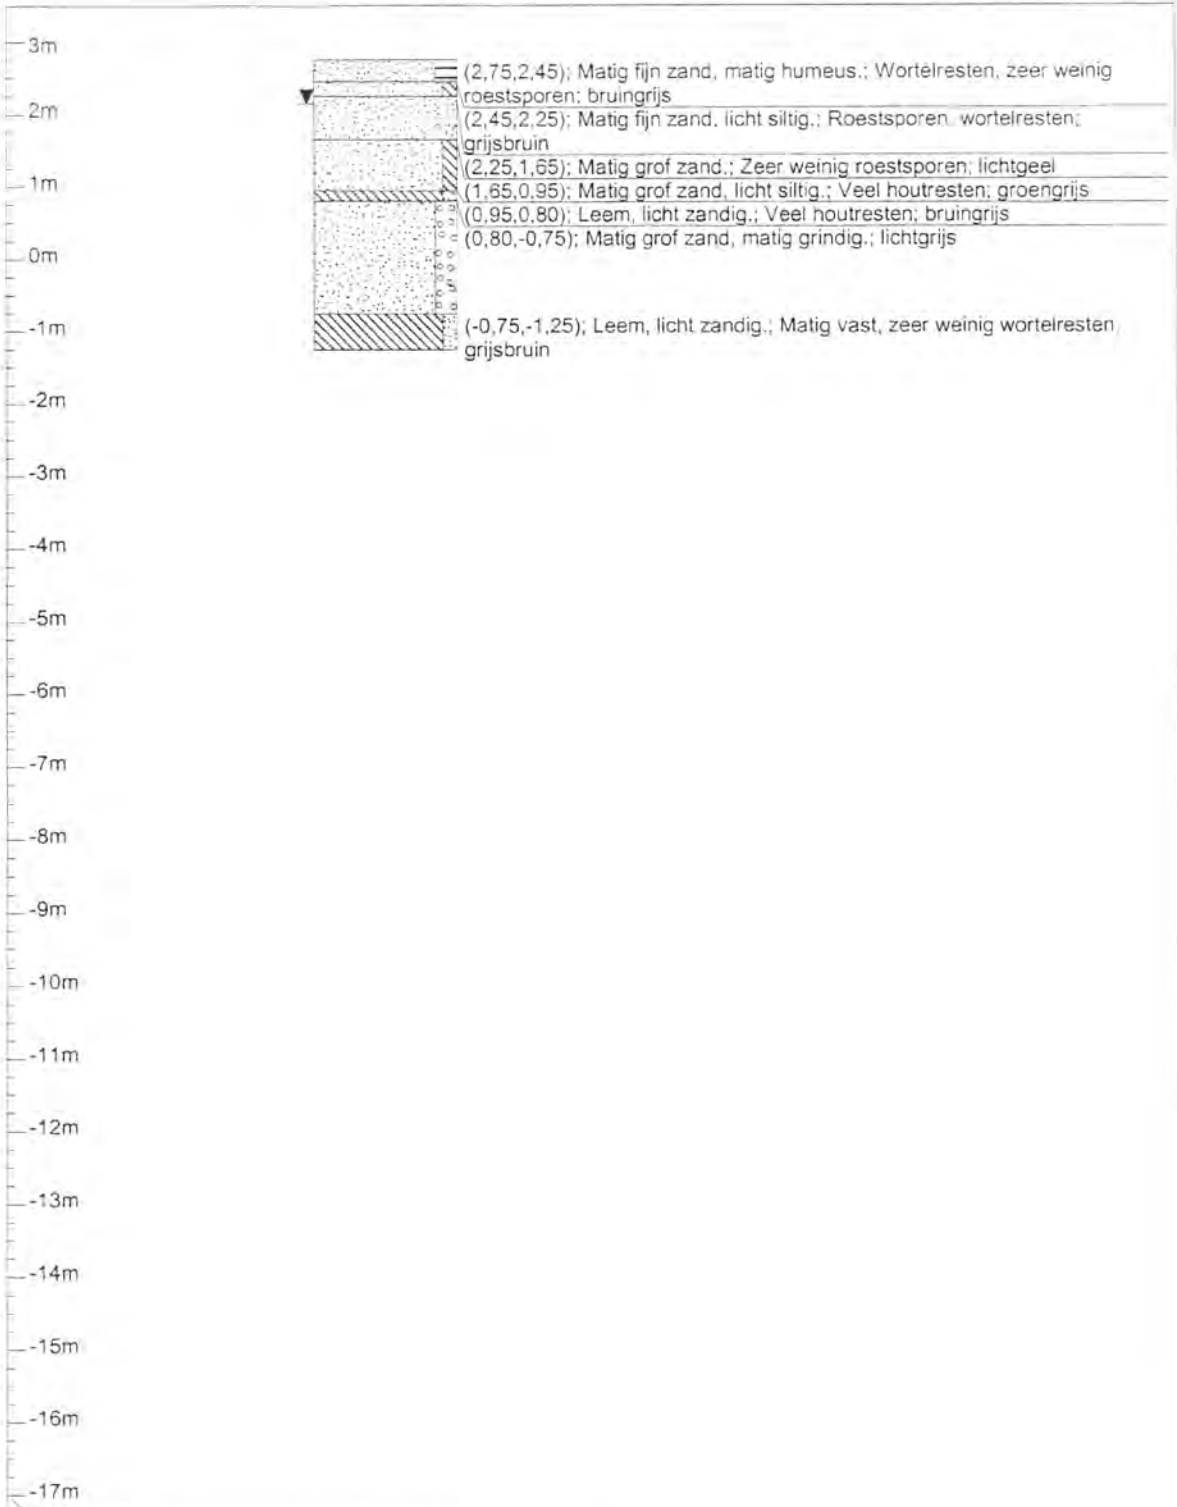 3m
2m
1m
0m
-1m
-2m
-3m
-4m
-5m
-6m
-7m
-8m
-9m
-10m
-11m
-12m
-13m
-14m
-15m
-16m
-17m
(2,75,2,45); Matig fijn zand, matig humeus.; Wortelresten, zeer weinig
roestsporen; bruingrijs
(2,45,2,25); Matig fijn zand, licht siltig.; Roestsporen, wortelresten;
grijsbruin
(2,25,1,65); Matig grof zand.; Zeer weinig roestsporen; lichtgeel
(1,65,0,95); Matig grof zand, licht siltig.; Veel houtresten; groengrijs
(0,95,0,80); Leem, licht zandig.; Veel houtresten; bruingrijs
(0,80,-0,75); Matig grof zand, matig grindig.; lichtgrijs
(-0,75,-1,25); Leem, licht zandig.; Matig vast, zeer weinig wortelresten;
grijsbruin